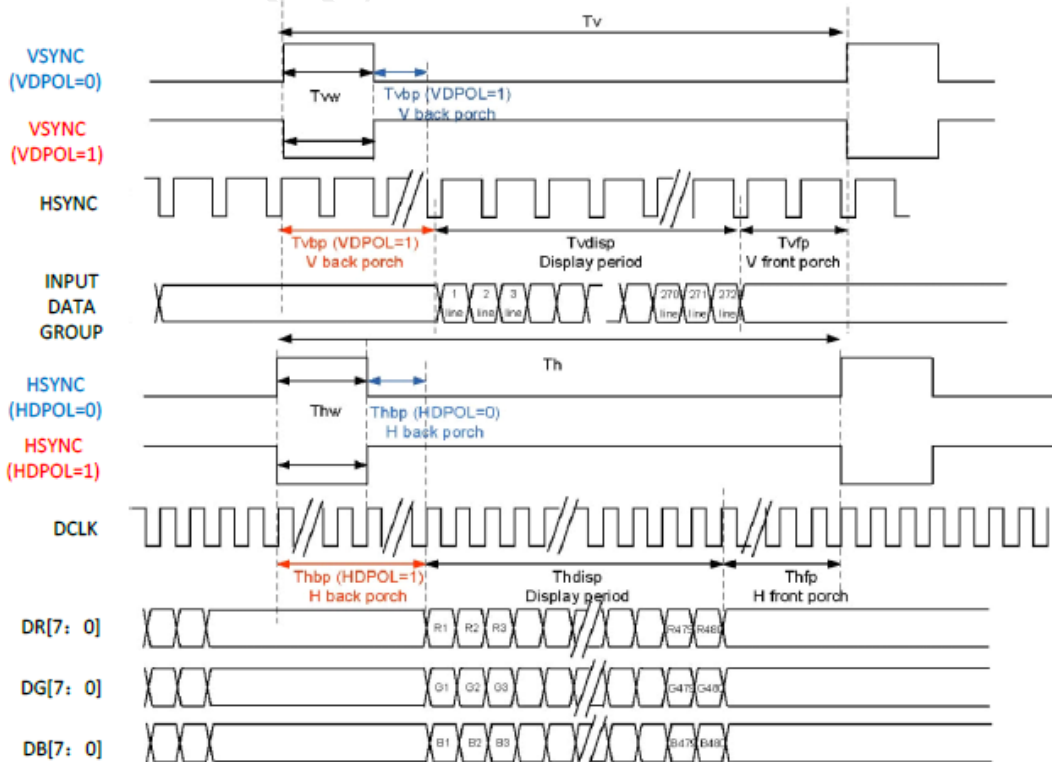 Tv
VSYNC
(VDPOL=0)
Tvw
Tvbp (VDPOL=1)
V back porch
VSYNC
(VDPOL=1)
HSYNC
Tvbp (VDPOL=1)
V back porch
Tvdisp
Display period
Tvfp
V front porch
INPUT
DATA
GROUP
1 line
2 line
3 line
270 line
271 line
272 line
Th
HSYNC
(HDPOL=0)
Thw
Thbp (HDPOL=0)
H back porch
HSYNC
(HDPOL=1)
DCLK
Thbp (HDPOL=1)
H back porch
Thdisp
Display period
Thfp
H front porch
DR[7: 0]
R1 R2 R3 R479 R480
DG[7: 0]
G1 G2 G3 G479 G480
DB[7: 0]
B1 B2 B3 B479 B480